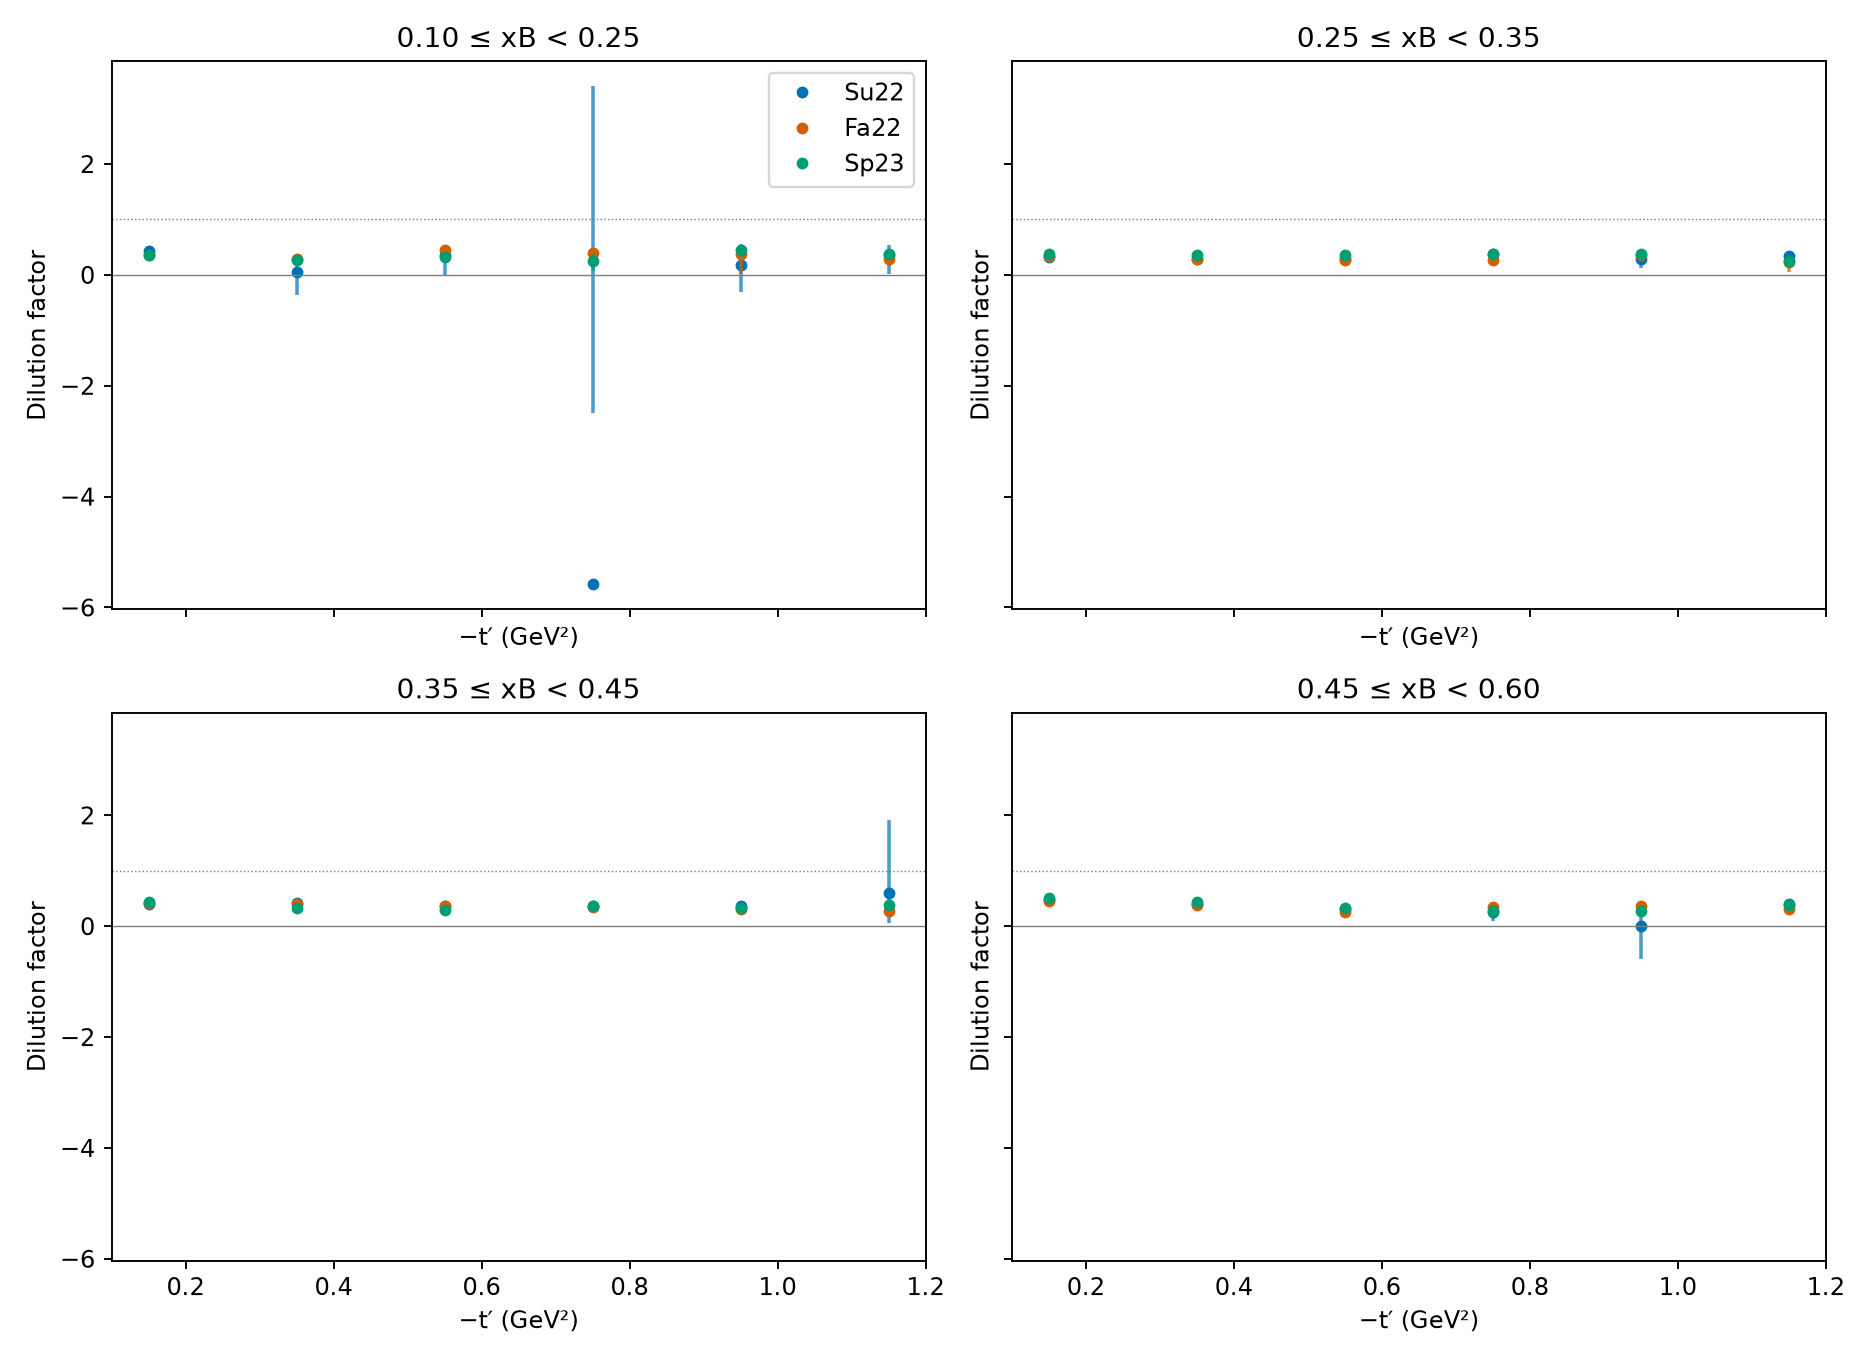 0.10 ≤ xB < 0.25
Dilution factor
2
0
−2
−4
−6
Su22
Fa22
Sp23
−t′ (GeV²)
0.25 ≤ xB < 0.35
Dilution factor
−t′ (GeV²)
0.35 ≤ xB < 0.45
Dilution factor
2
0
−2
−4
−6
0.2 0.4 0.6 0.8 1.0 1.2
−t′ (GeV²)
0.45 ≤ xB < 0.60
Dilution factor
0.2 0.4 0.6 0.8 1.0 1.2
−t′ (GeV²)